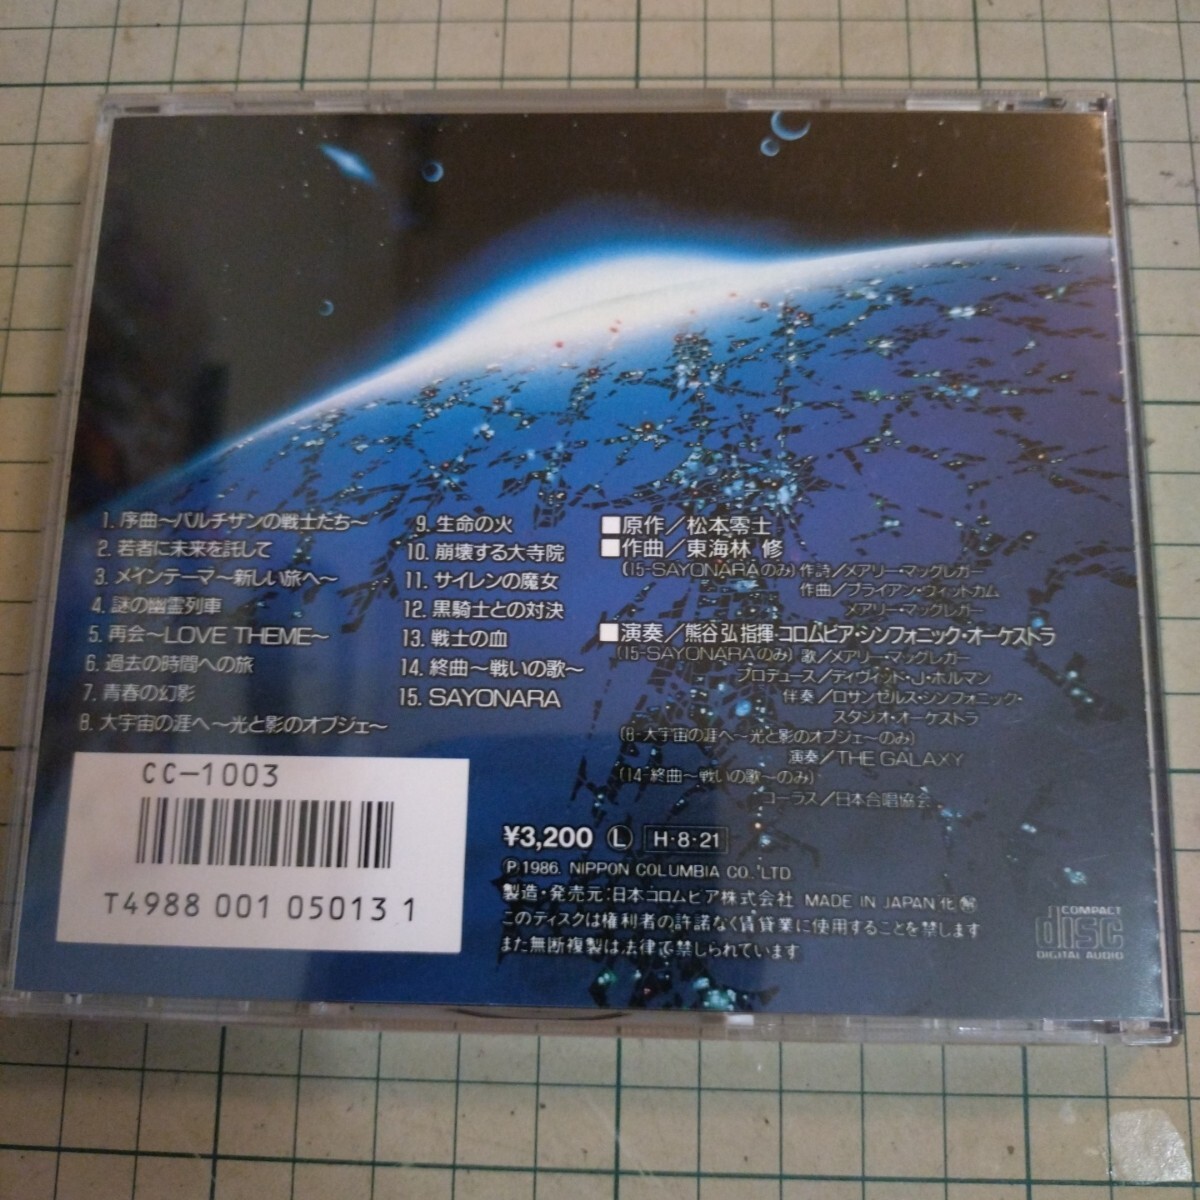 1. 序曲〜パルチザンの戦士たち〜
2. 若者に未来を託して
3. メインテーマ〜新しい旅へ〜
4. 謎の幽霊列車
5. 再会〜LOVE THEME〜
6. 過去の時間への旅
7. 青春の幻影
8. 大宇宙の涯へ〜光と影のオブジェ〜
9. 生命の火
10. 崩壊する大寺院
11. サイレンの魔女
12. 黒騎士との対決
13. 戦士の血
14. 終曲〜戦いの歌〜
15. SAYONARA
■原作／松本零士
■作曲／東海林 修
(15-SAYONARAのみ) 作詩／メアリー・マッグレガー
作曲／ブライアン・ウィットカム
メアリー・マッグレガー
■演奏／熊谷 弘 指揮・コロムビア・シンフォニック・オーケストラ
(15-SAYONARAのみ) 歌／メアリー・マッグレガー
プロデュース／ディヴィッド・J・ホルマン
伴奏／ロサンゼルス・シンフォニック・
スタジオ・オーケストラ
(8-大宇宙の涯へ〜光と影のオブジェ〜のみ)
演奏／THE GALAXY
(14-終曲〜戦いの歌〜のみ)
コーラス／日本合唱協会
CC-1003
T4988 001 05013 1
¥3,200 Ⓛ H・8・21
Ⓟ1986. NIPPON COLUMBIA CO. LTD
製造・発売元：日本コロムビア株式会社 MADE IN JAPAN 化
このディスクは権利者の許諾なく賃貸業に使用することを禁じます
また無断複製は法律で禁じられています
COMPACT
disc
DIGITAL AUDIO